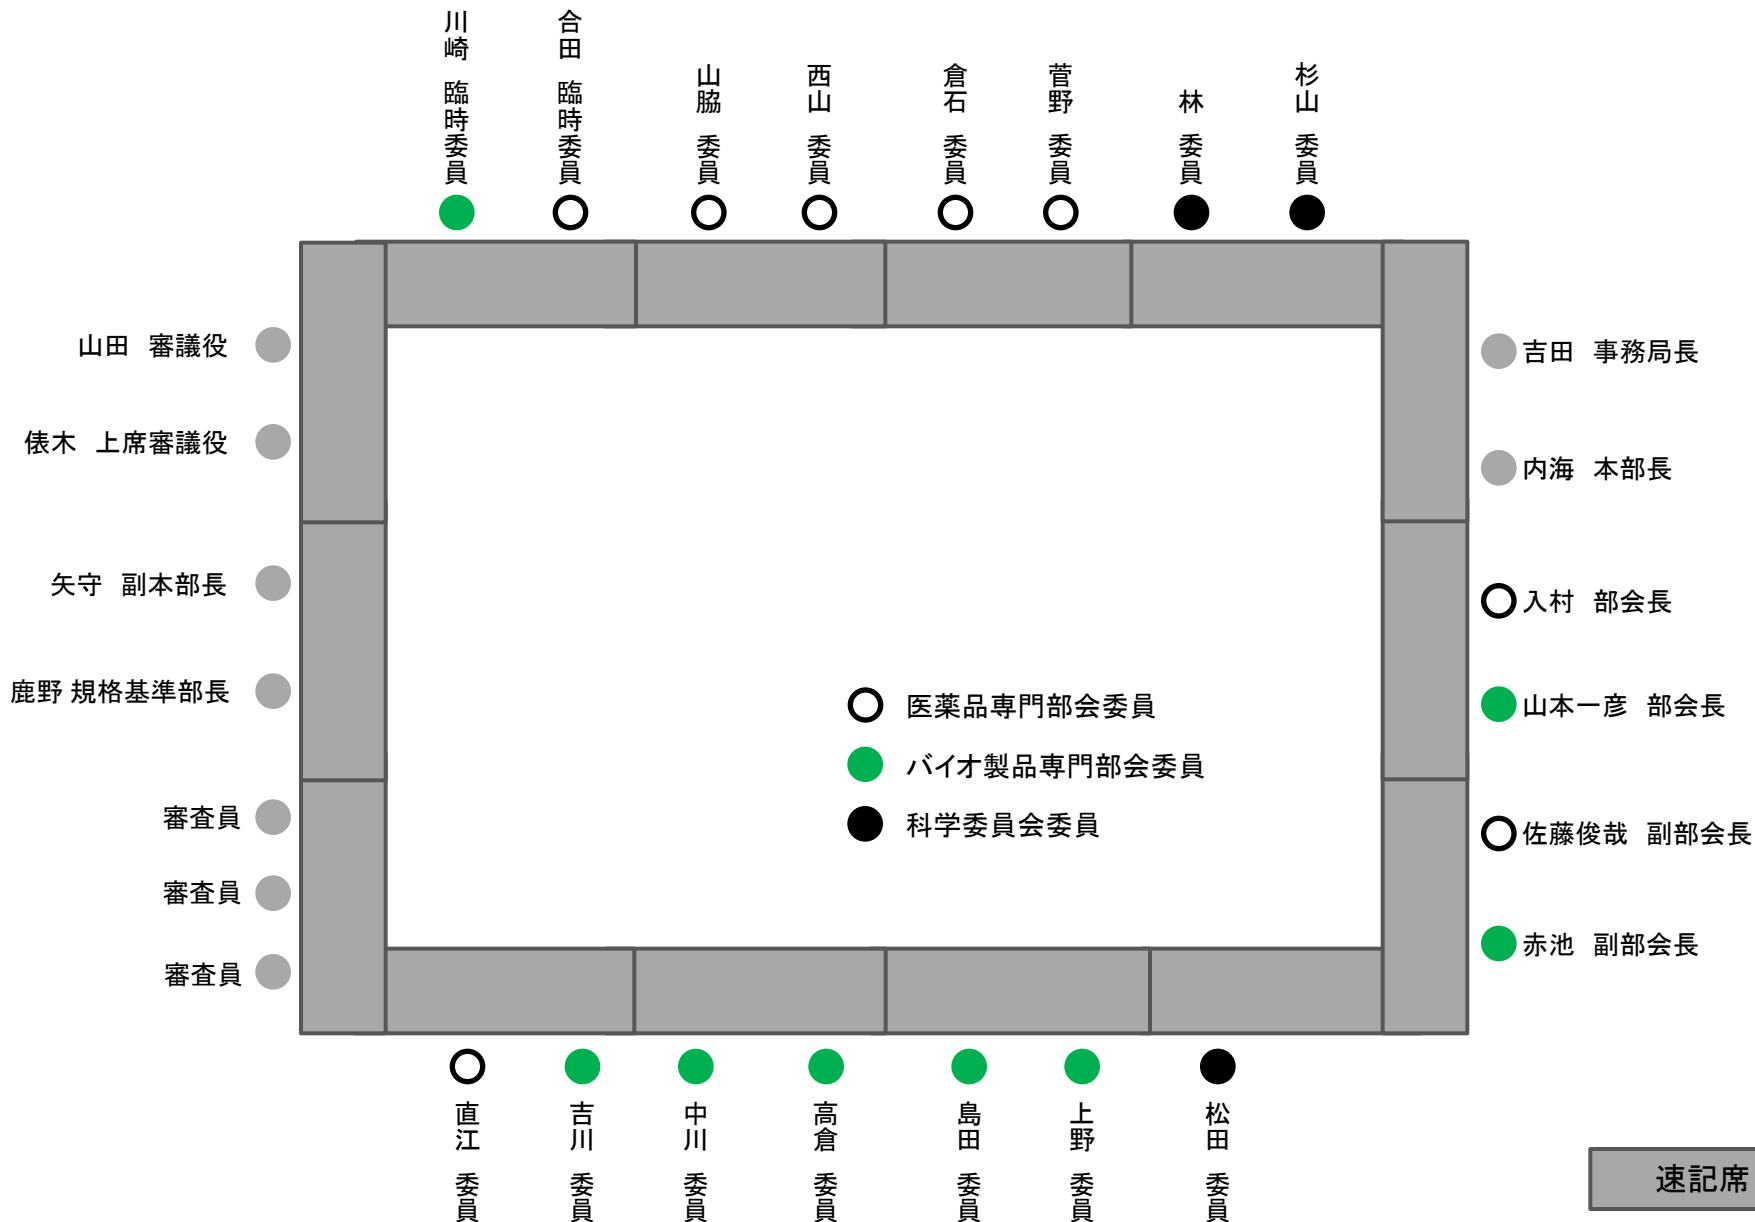 川崎 臨時委員
合田 臨時委員
山脇 委員
西山 委員
倉石 委員
菅野 委員
林 委員
杉山 委員
山田 審議役
俵木 上席審議役
矢守 副本部長
鹿野 規格基準部長
審査員
審査員
審査員
吉田 事務局長
内海 本部長
入村 部会長
山本一彦 部会長
佐藤俊哉 副部会長
赤池 副部会長
医薬品専門部会委員
バイオ製品専門部会委員
科学委員会委員
直江 委員
吉川 委員
中川 委員
高倉 委員
島田 委員
上野 委員
松田 委員
速記席